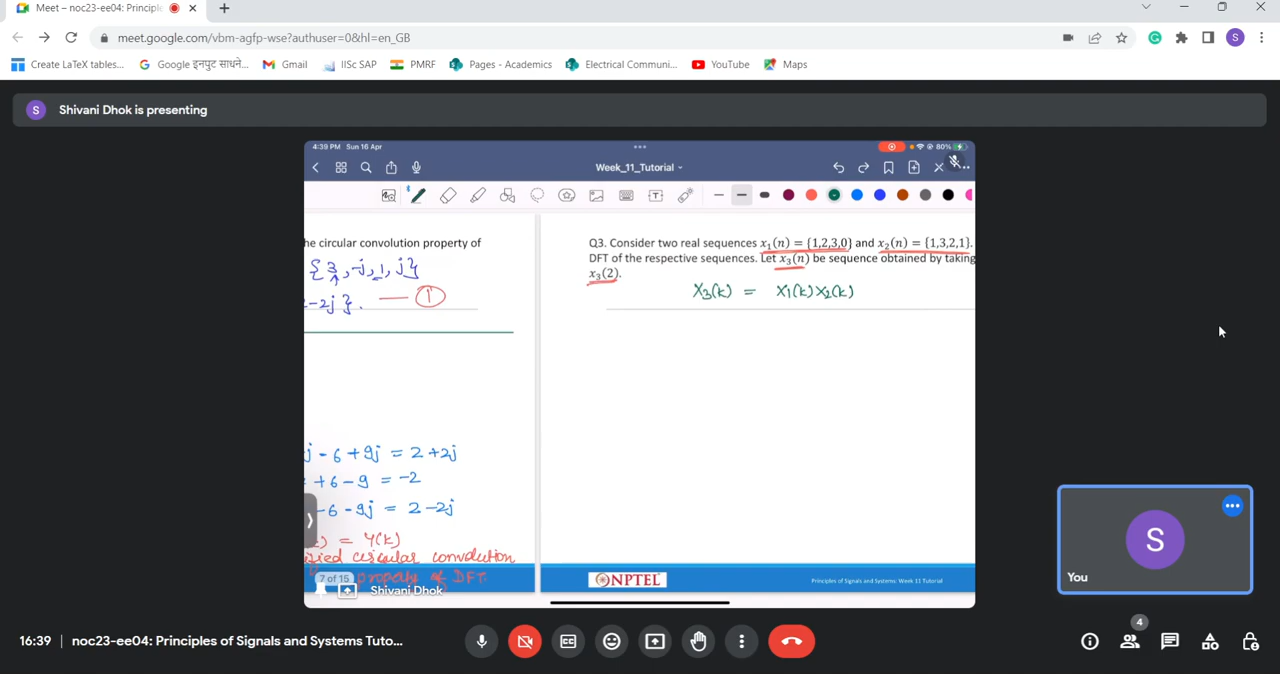 Meet – noc23-ee04: Principle
meet.google.com/vbm-agfp-wse?authuser=0&hl=en_GB
Create LaTeX tables... Google इनपुट साधने... Gmail IISc SAP PMRF Pages - Academics Electrical Communi... YouTube Maps
S Shivani Dhok is presenting
4:39 PM Sun 16 Apr 80%
Week_11_Tutorial
he circular convolution property of
{3, -j, 1, j}
-2j}. — 1
j - 6 + 9j = 2 + 2j
+6 - 9 = -2
-6 - 9j = 2 - 2j
) = Y(k)
ified circular convolution
property of DFT
7 of 15
Shivani Dhok
Q3. Consider two real sequences x₁(n) = {1,2,3,0} and x₂(n) = {1,3,2,1}.
DFT of the respective sequences. Let x₃(n) be sequence obtained by taking
x₃(2).
X₃(k) = X₁(k)X₂(k)
NPTEL
Principles of Signals and Systems: Week 11 Tutorial
S
You
16:39 | noc23-ee04: Principles of Signals and Systems Tuto...
4